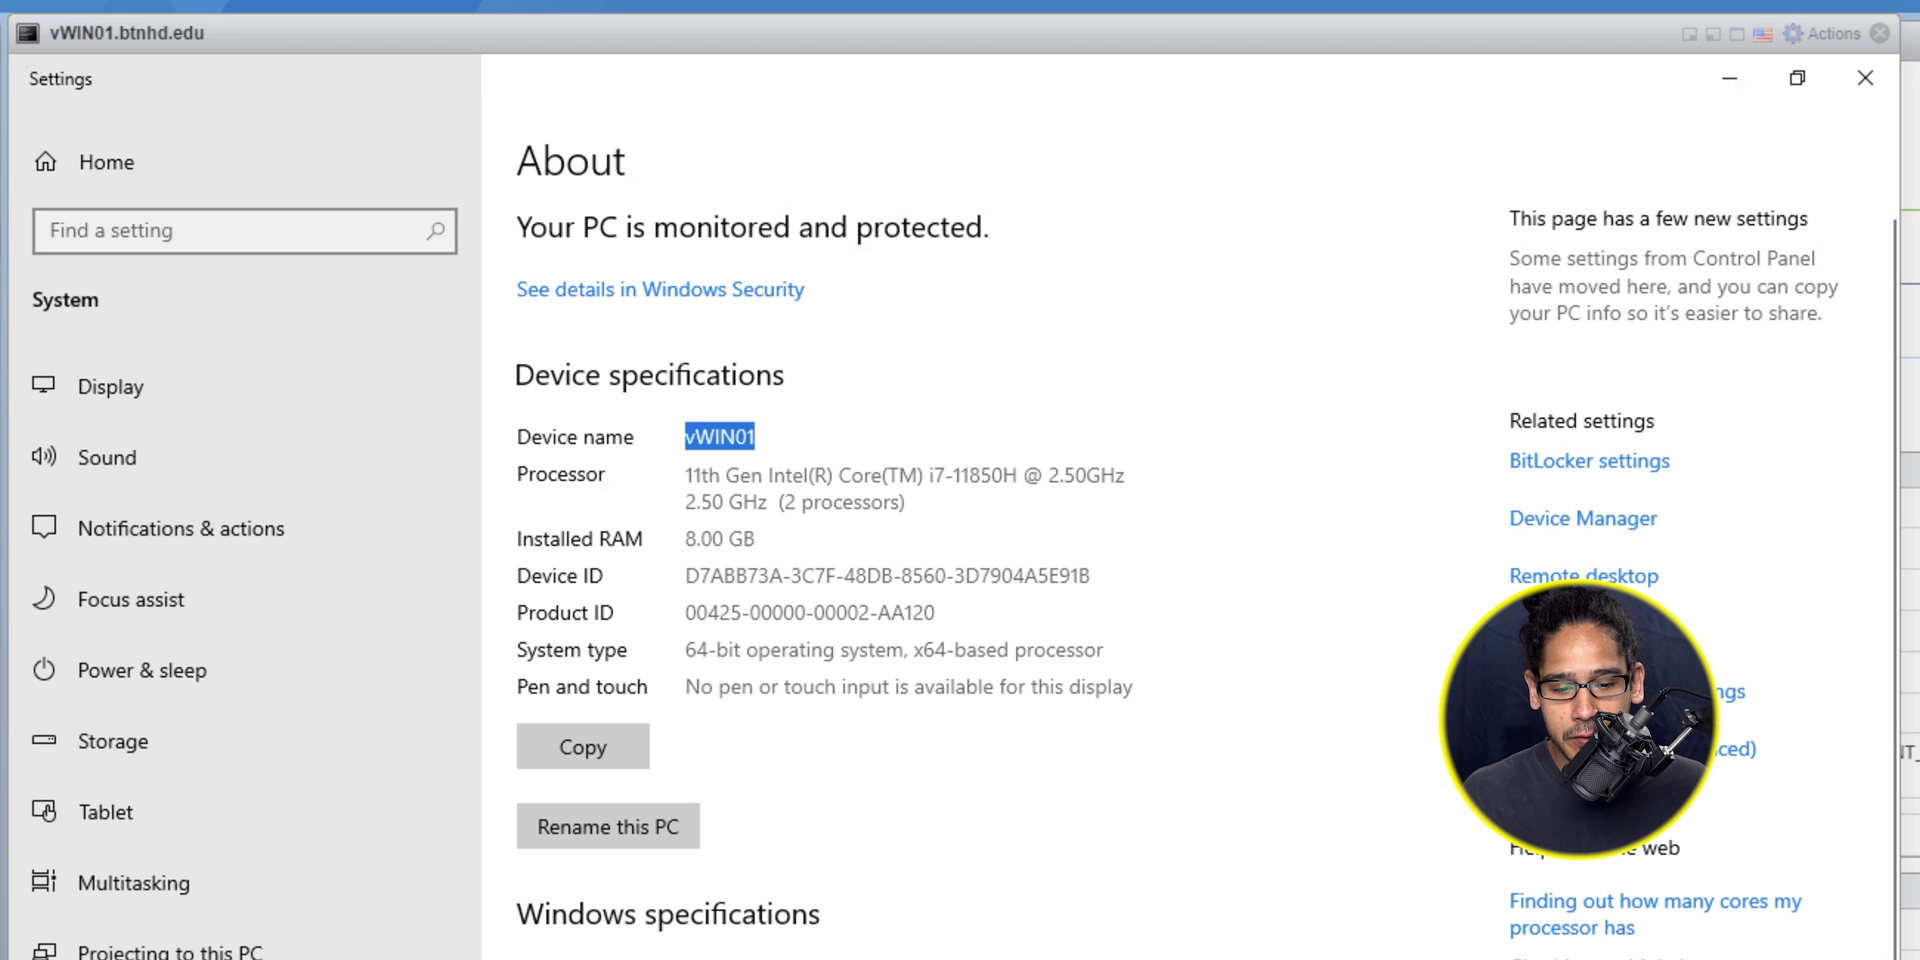 vWIN01.btnhd.edu
Actions
Settings
Home
Find a setting
System
Display
Sound
Notifications & actions
Focus assist
Power & sleep
Storage
Tablet
Multitasking
Projecting to this PC
About
Your PC is monitored and protected.
See details in Windows Security
Device specifications
Device name vWIN01
Processor 11th Gen Intel(R) Core(TM) i7-11850H @ 2.50GHz
2.50 GHz (2 processors)
Installed RAM 8.00 GB
Device ID D7ABB73A-3C7F-48DB-8560-3D7904A5E91B
Product ID 00425-00000-00002-AA120
System type 64-bit operating system, x64-based processor
Pen and touch No pen or touch input is available for this display
Copy
Rename this PC
Windows specifications
This page has a few new settings
Some settings from Control Panel
have moved here, and you can copy
your PC info so it's easier to share.
Related settings
BitLocker settings
Device Manager
Remote desktop
web
Finding out how many cores my
processor has